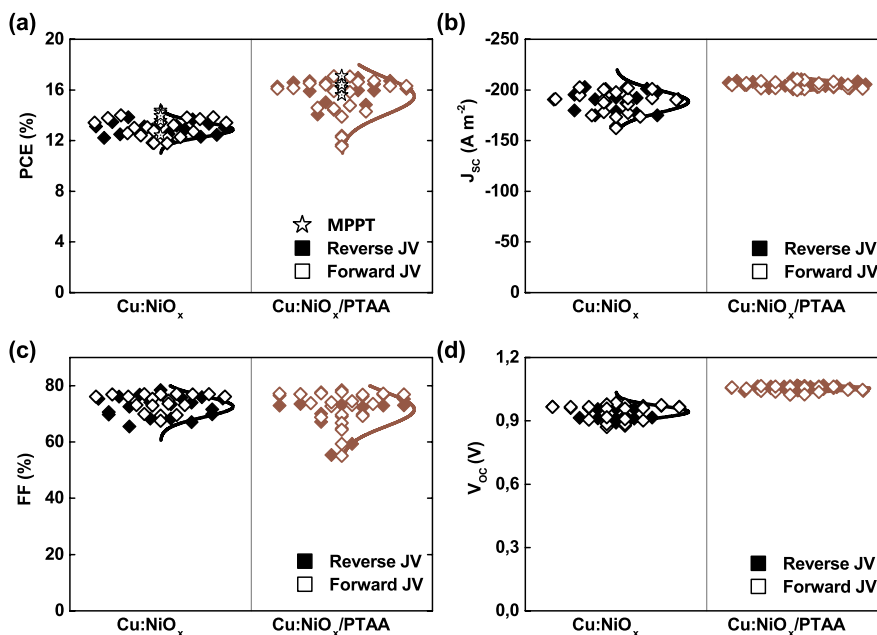 (a)
20
16
12
8
4
0
PCE (%)
MPPT
Reverse JV
Forward JV
Cu:NiOₓ
Cu:NiOₓ/PTAA
(b)
-250
-200
-150
-100
-50
0
J_SC (A m⁻²)
Reverse JV
Forward JV
Cu:NiOₓ
Cu:NiOₓ/PTAA
(c)
80
60
40
20
0
FF (%)
Reverse JV
Forward JV
Cu:NiOₓ
Cu:NiOₓ/PTAA
(d)
1,2
0,9
0,6
0,3
0,0
V_OC (V)
Reverse JV
Forward JV
Cu:NiOₓ
Cu:NiOₓ/PTAA